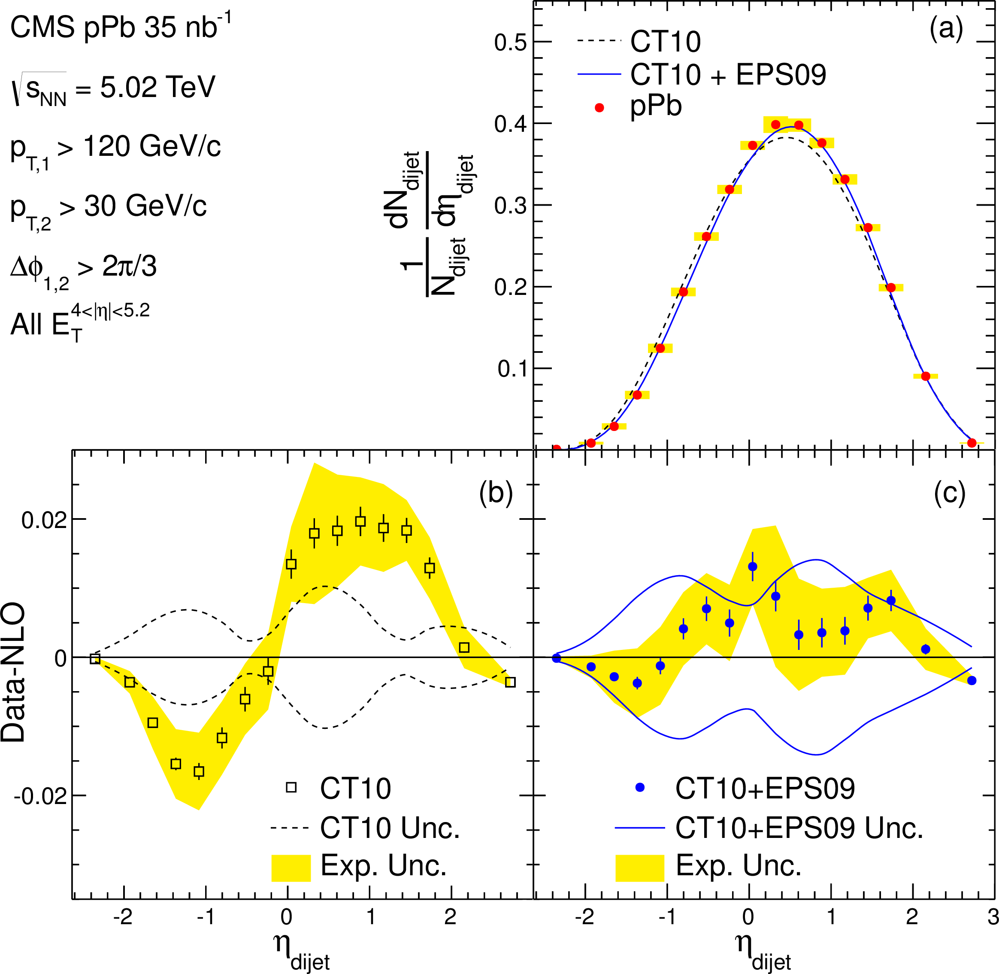 CMS pPb 35 nb-1
√sNN = 5.02 TeV
pT,1 > 120 GeV/c
pT,2 > 30 GeV/c
Δϕ1,2 > 2π/3
All ET4<|η|<5.2
(a)
CT10
CT10 + EPS09
pPb
1/Ndijet dNdijet/dηdijet
0.5
0.4
0.3
0.2
0.1
(b)
(c)
Data-NLO
0.02
0
-0.02
CT10
CT10 Unc.
Exp. Unc.
CT10+EPS09
CT10+EPS09 Unc.
Exp. Unc.
-2 -1 0 1 2
-2 -1 0 1 2 3
ηdijet
ηdijet